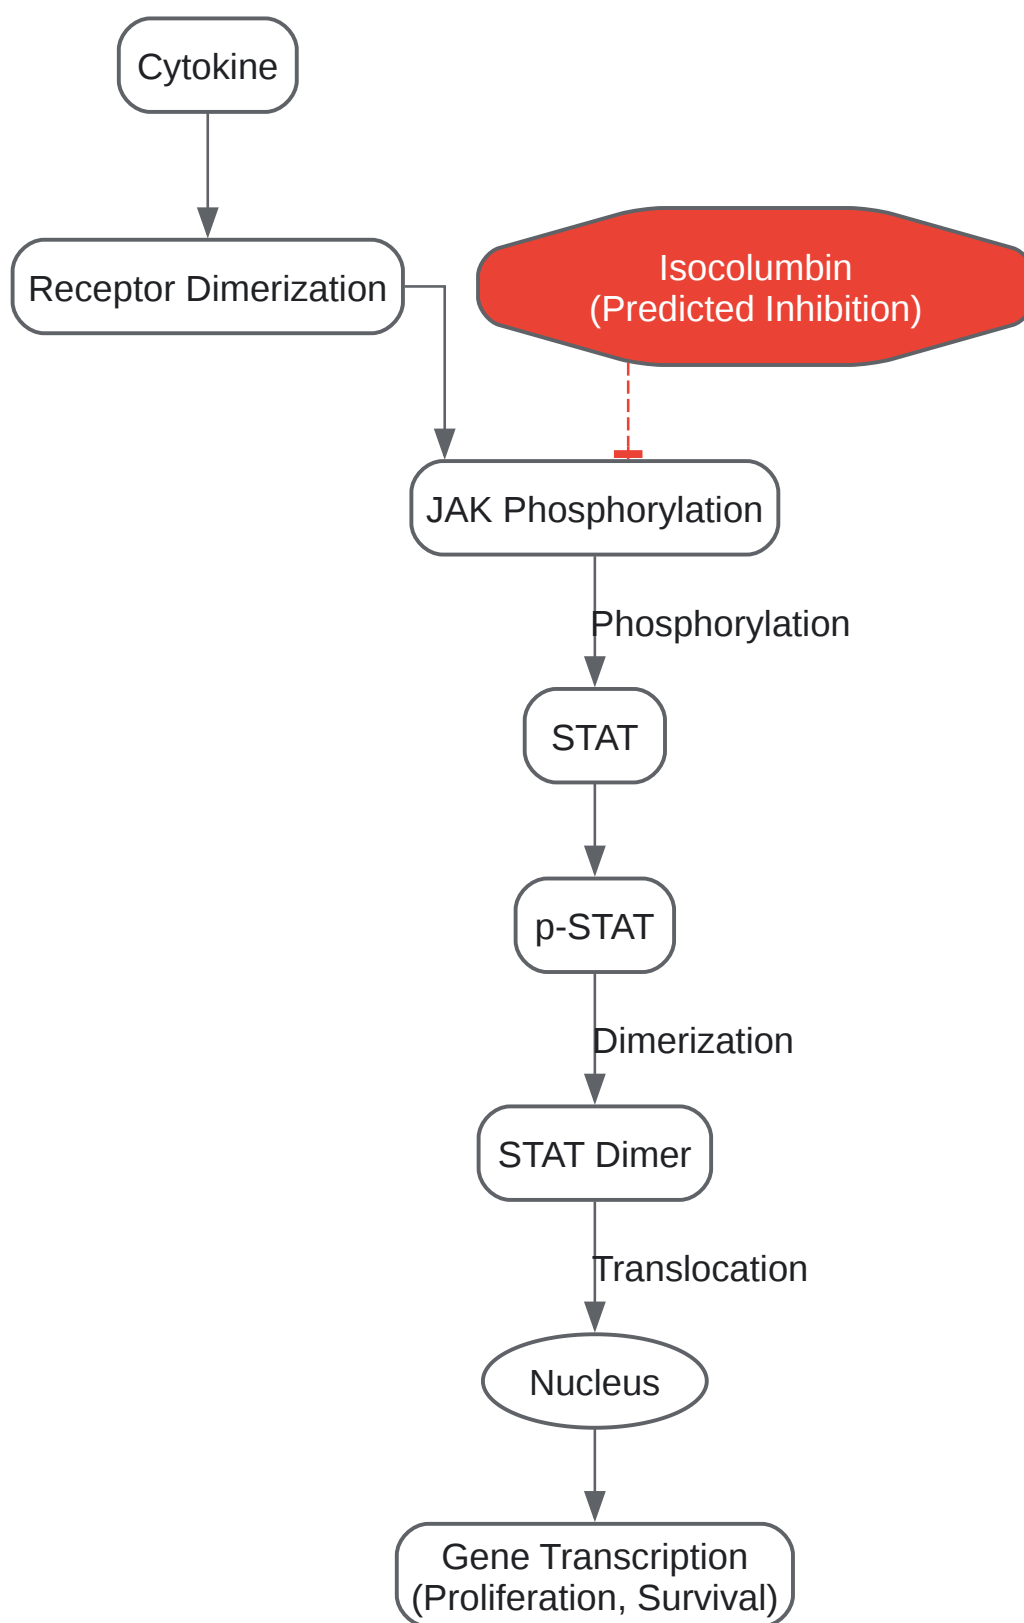 Cytokine
Receptor Dimerization
Isocolumbin
(Predicted Inhibition)
JAK Phosphorylation
Phosphorylation
STAT
p-STAT
Dimerization
STAT Dimer
Translocation
Nucleus
Gene Transcription
(Proliferation, Survival)